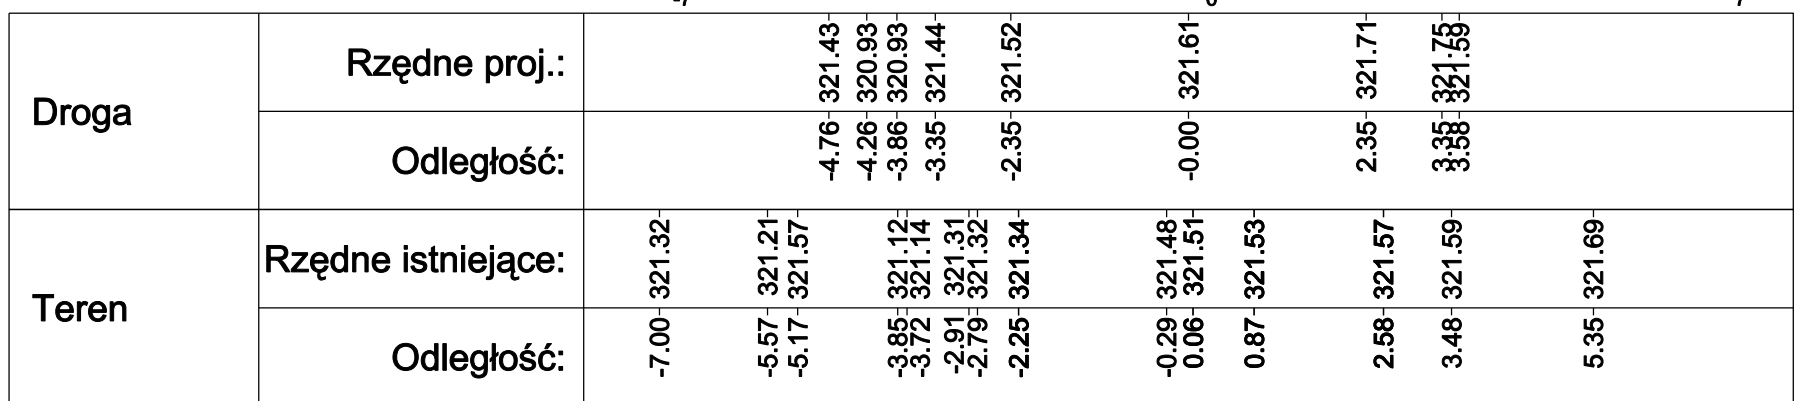 Droga
Rzędne proj.: 321.43 320.93 320.93 321.44 321.52 321.61 321.71 321.75 321.59
Odległość: -4.76 -4.26 -3.86 -3.35 -2.35 -0.00 2.35 3.35 3.58
Teren
Rzędne istniejące: 321.32 321.21 321.57 321.12 321.14 321.31 321.32 321.34 321.48 321.51 321.53 321.57 321.59 321.69
Odległość: -7.00 -5.57 -5.17 -3.85 -3.72 -2.91 -2.79 -2.25 -0.29 0.06 0.87 2.58 3.48 5.35